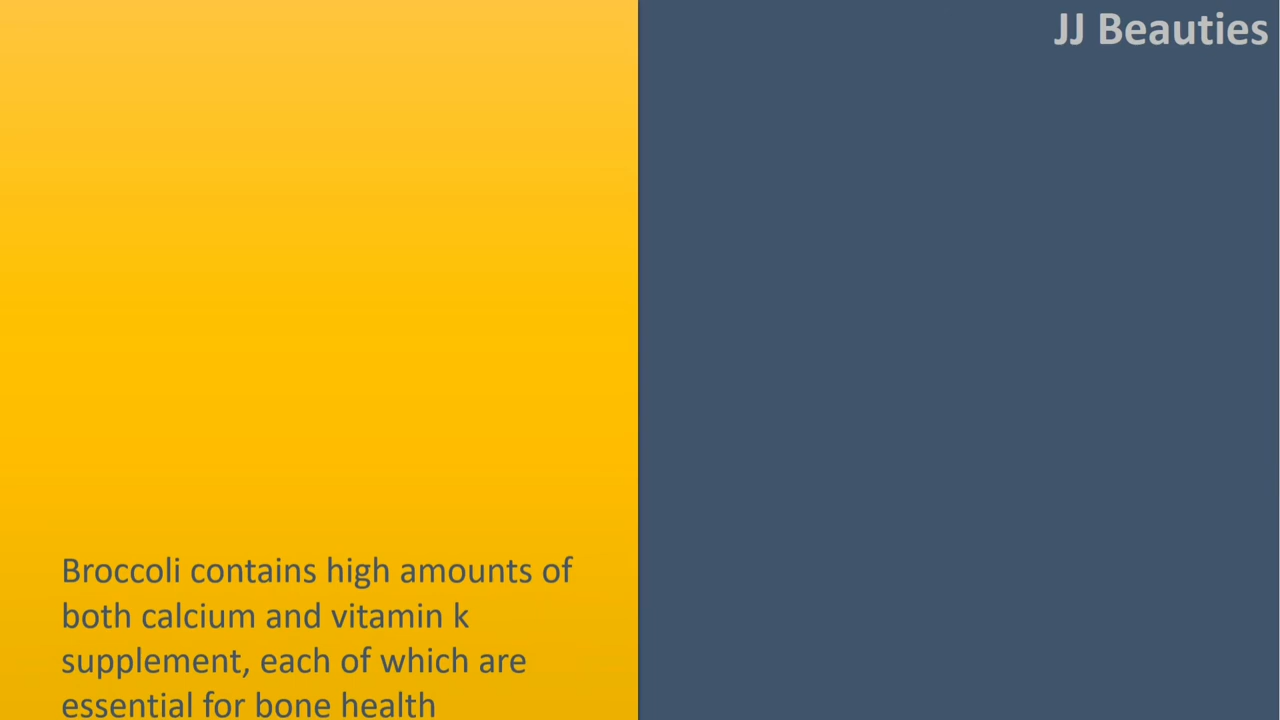 JJ Beauties
Broccoli contains high amounts of
both calcium and vitamin k
supplement, each of which are
essential for bone health